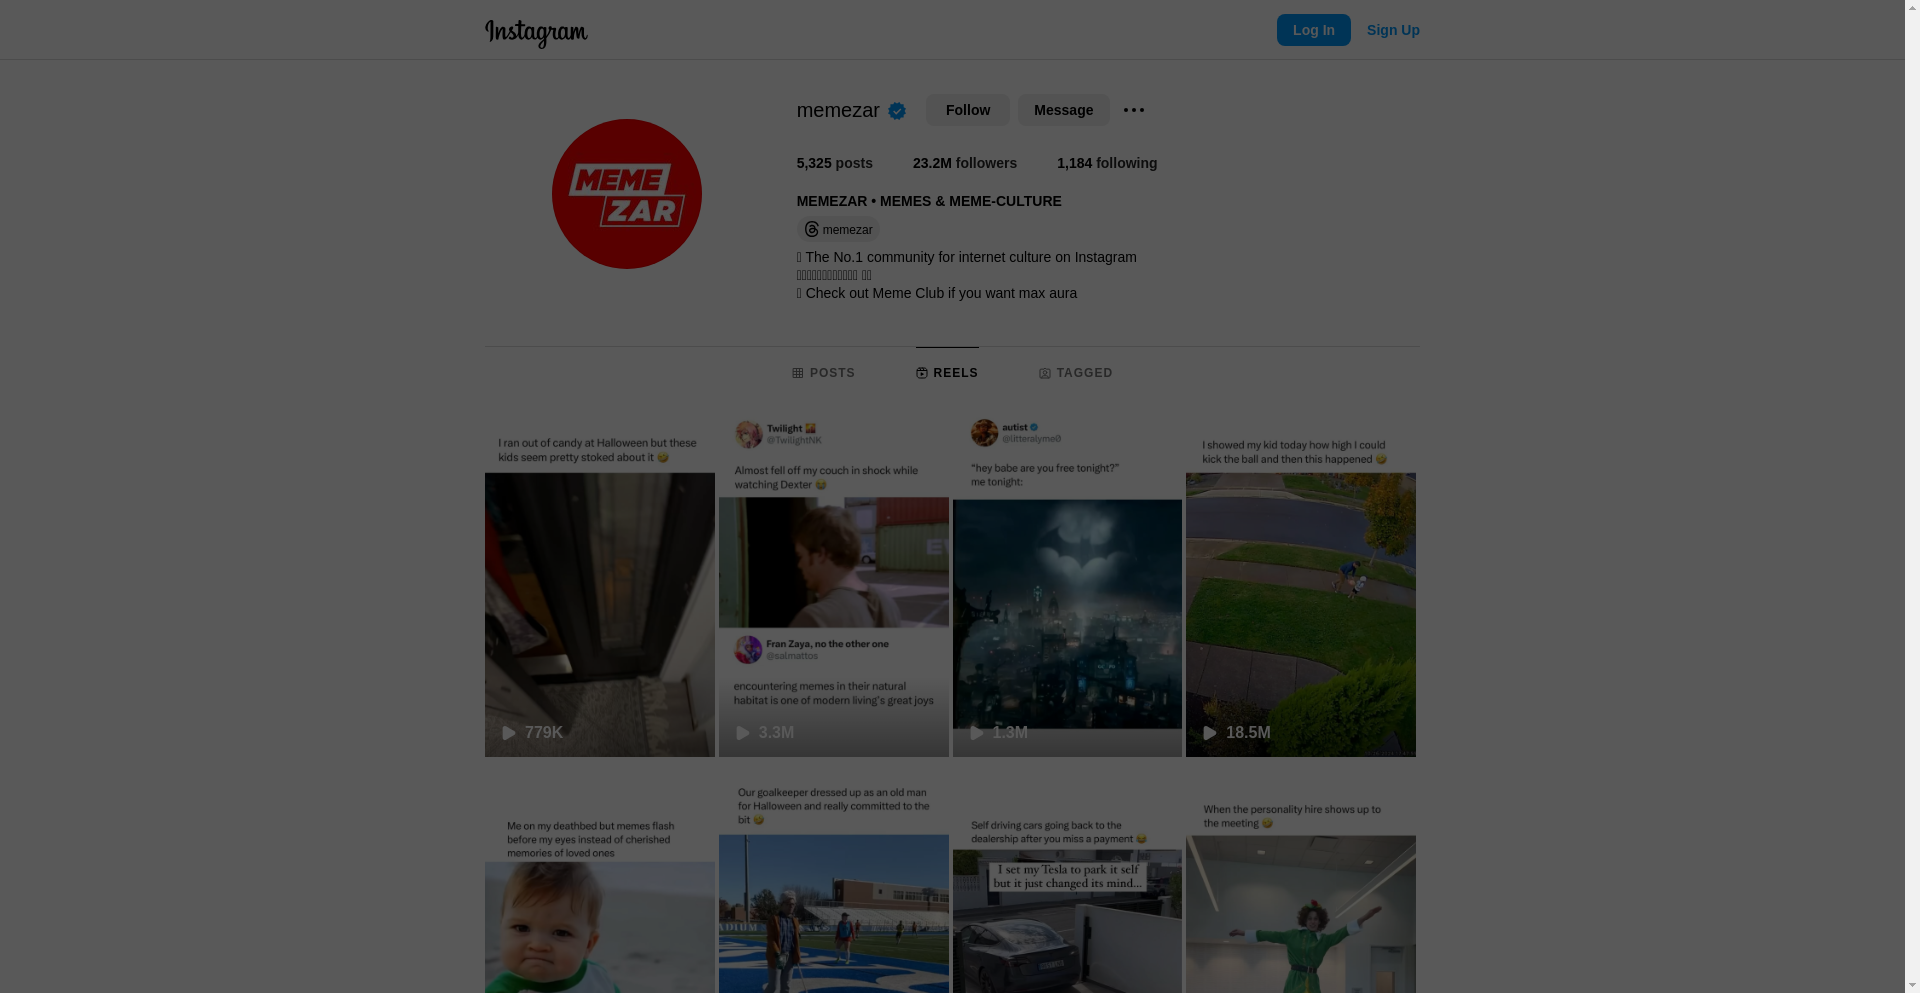 Instagram
Log In
Sign Up
memezar
Follow
Message
5,325 posts
23.2M followers
1,184 following
MEMEZAR • MEMES & MEME-CULTURE
memezar
The No.1 community for internet culture on Instagram
Check out Meme Club if you want max aura
MEME
ZAR
POSTS
REELS
TAGGED
I ran out of candy at Halloween but these
kids seem pretty stoked about it 🤣
779K
Twilight
@TwilightNK
Almost fell off my couch in shock while
watching Dexter 😭
Fran Zaya, no the other one
@salmattos
encountering memes in their natural
habitat is one of modern living's great joys
3.3M
autist
@litteralyme0
“hey babe are you free tonight?”
me tonight:
1.3M
I showed my kid today how high I could
kick the ball and then this happened 🤣
18.5M
Me on my deathbed but memes flash
before my eyes instead of cherished
memories of loved ones
Our goalkeeper dressed up as an old man
for Halloween and really committed to the
bit 🤣
ADIUM
Self driving cars going back to the
dealership after you miss a payment 😂
I set my Tesla to park it self
but it just changed its mind...
When the personality hire shows up to
the meeting 🤣